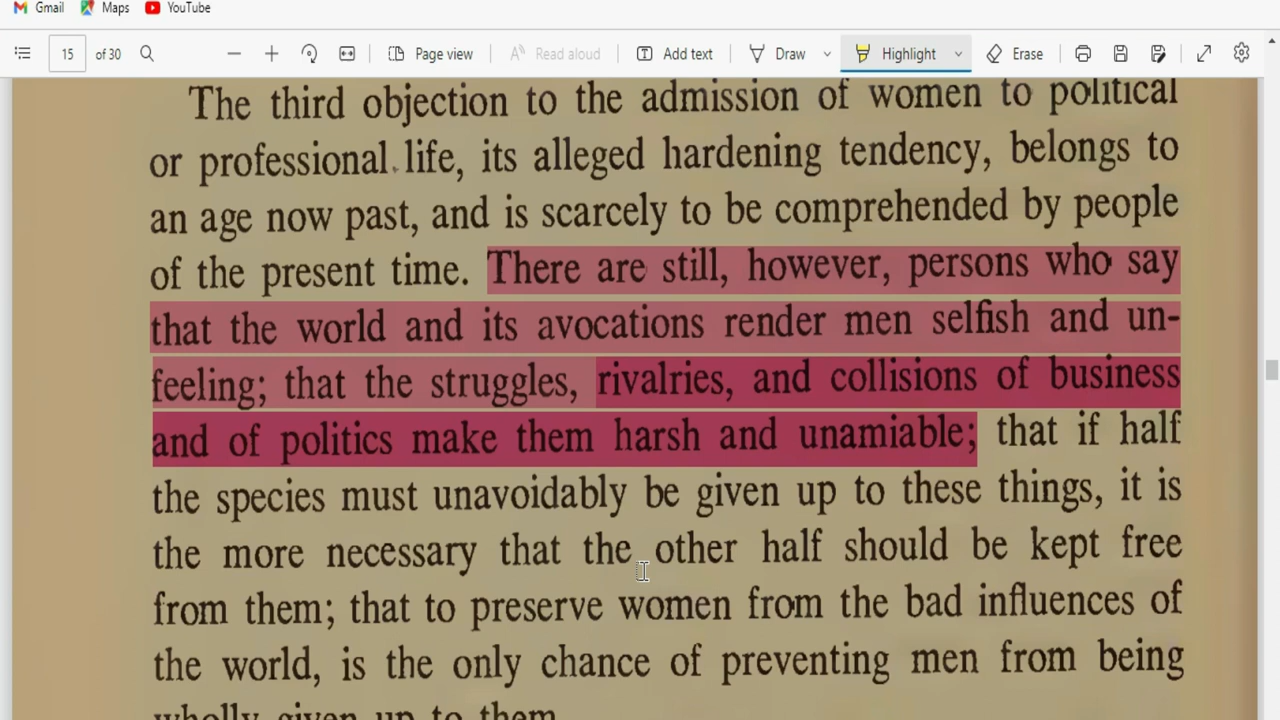 Gmail Maps YouTube
15 of 30 Page view Read aloud Add text Draw Highlight Erase
The third objection to the admission of women to political
or professional life, its alleged hardening tendency, belongs to
an age now past, and is scarcely to be comprehended by people
of the present time. There are still, however, persons who say
that the world and its avocations render men selfish and un-
feeling; that the struggles, rivalries, and collisions of business
and of politics make them harsh and unamiable; that if half
the species must unavoidably be given up to these things, it is
the more necessary that the other half should be kept free
from them; that to preserve women from the bad influences of
the world, is the only chance of preventing men from being
wholly given up to them